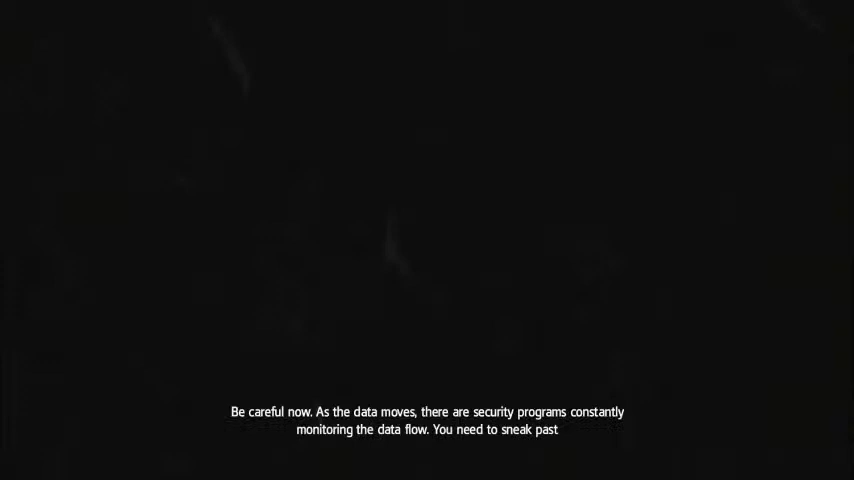 Be careful now. As the data moves, there are security programs constantly
monitoring the data flow. You need to sneak past